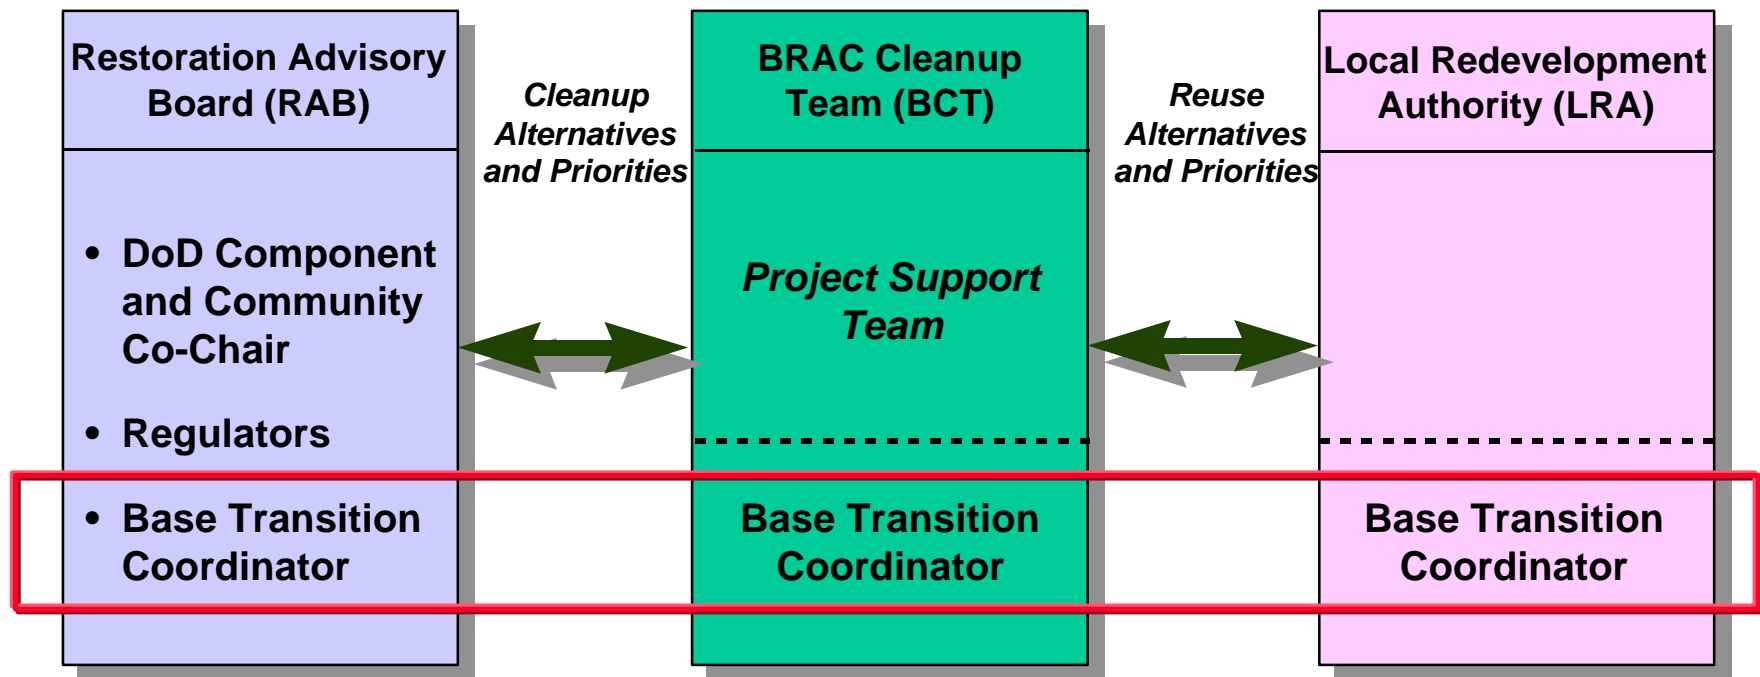 Restoration Advisory
Board (RAB)
• DoD Component
and Community
Co-Chair
• Regulators
• Base Transition
Coordinator
Cleanup
Alternatives
and Priorities
BRAC Cleanup
Team (BCT)
Project Support
Team
Base Transition
Coordinator
Reuse
Alternatives
and Priorities
Local Redevelopment
Authority (LRA)
Base Transition
Coordinator